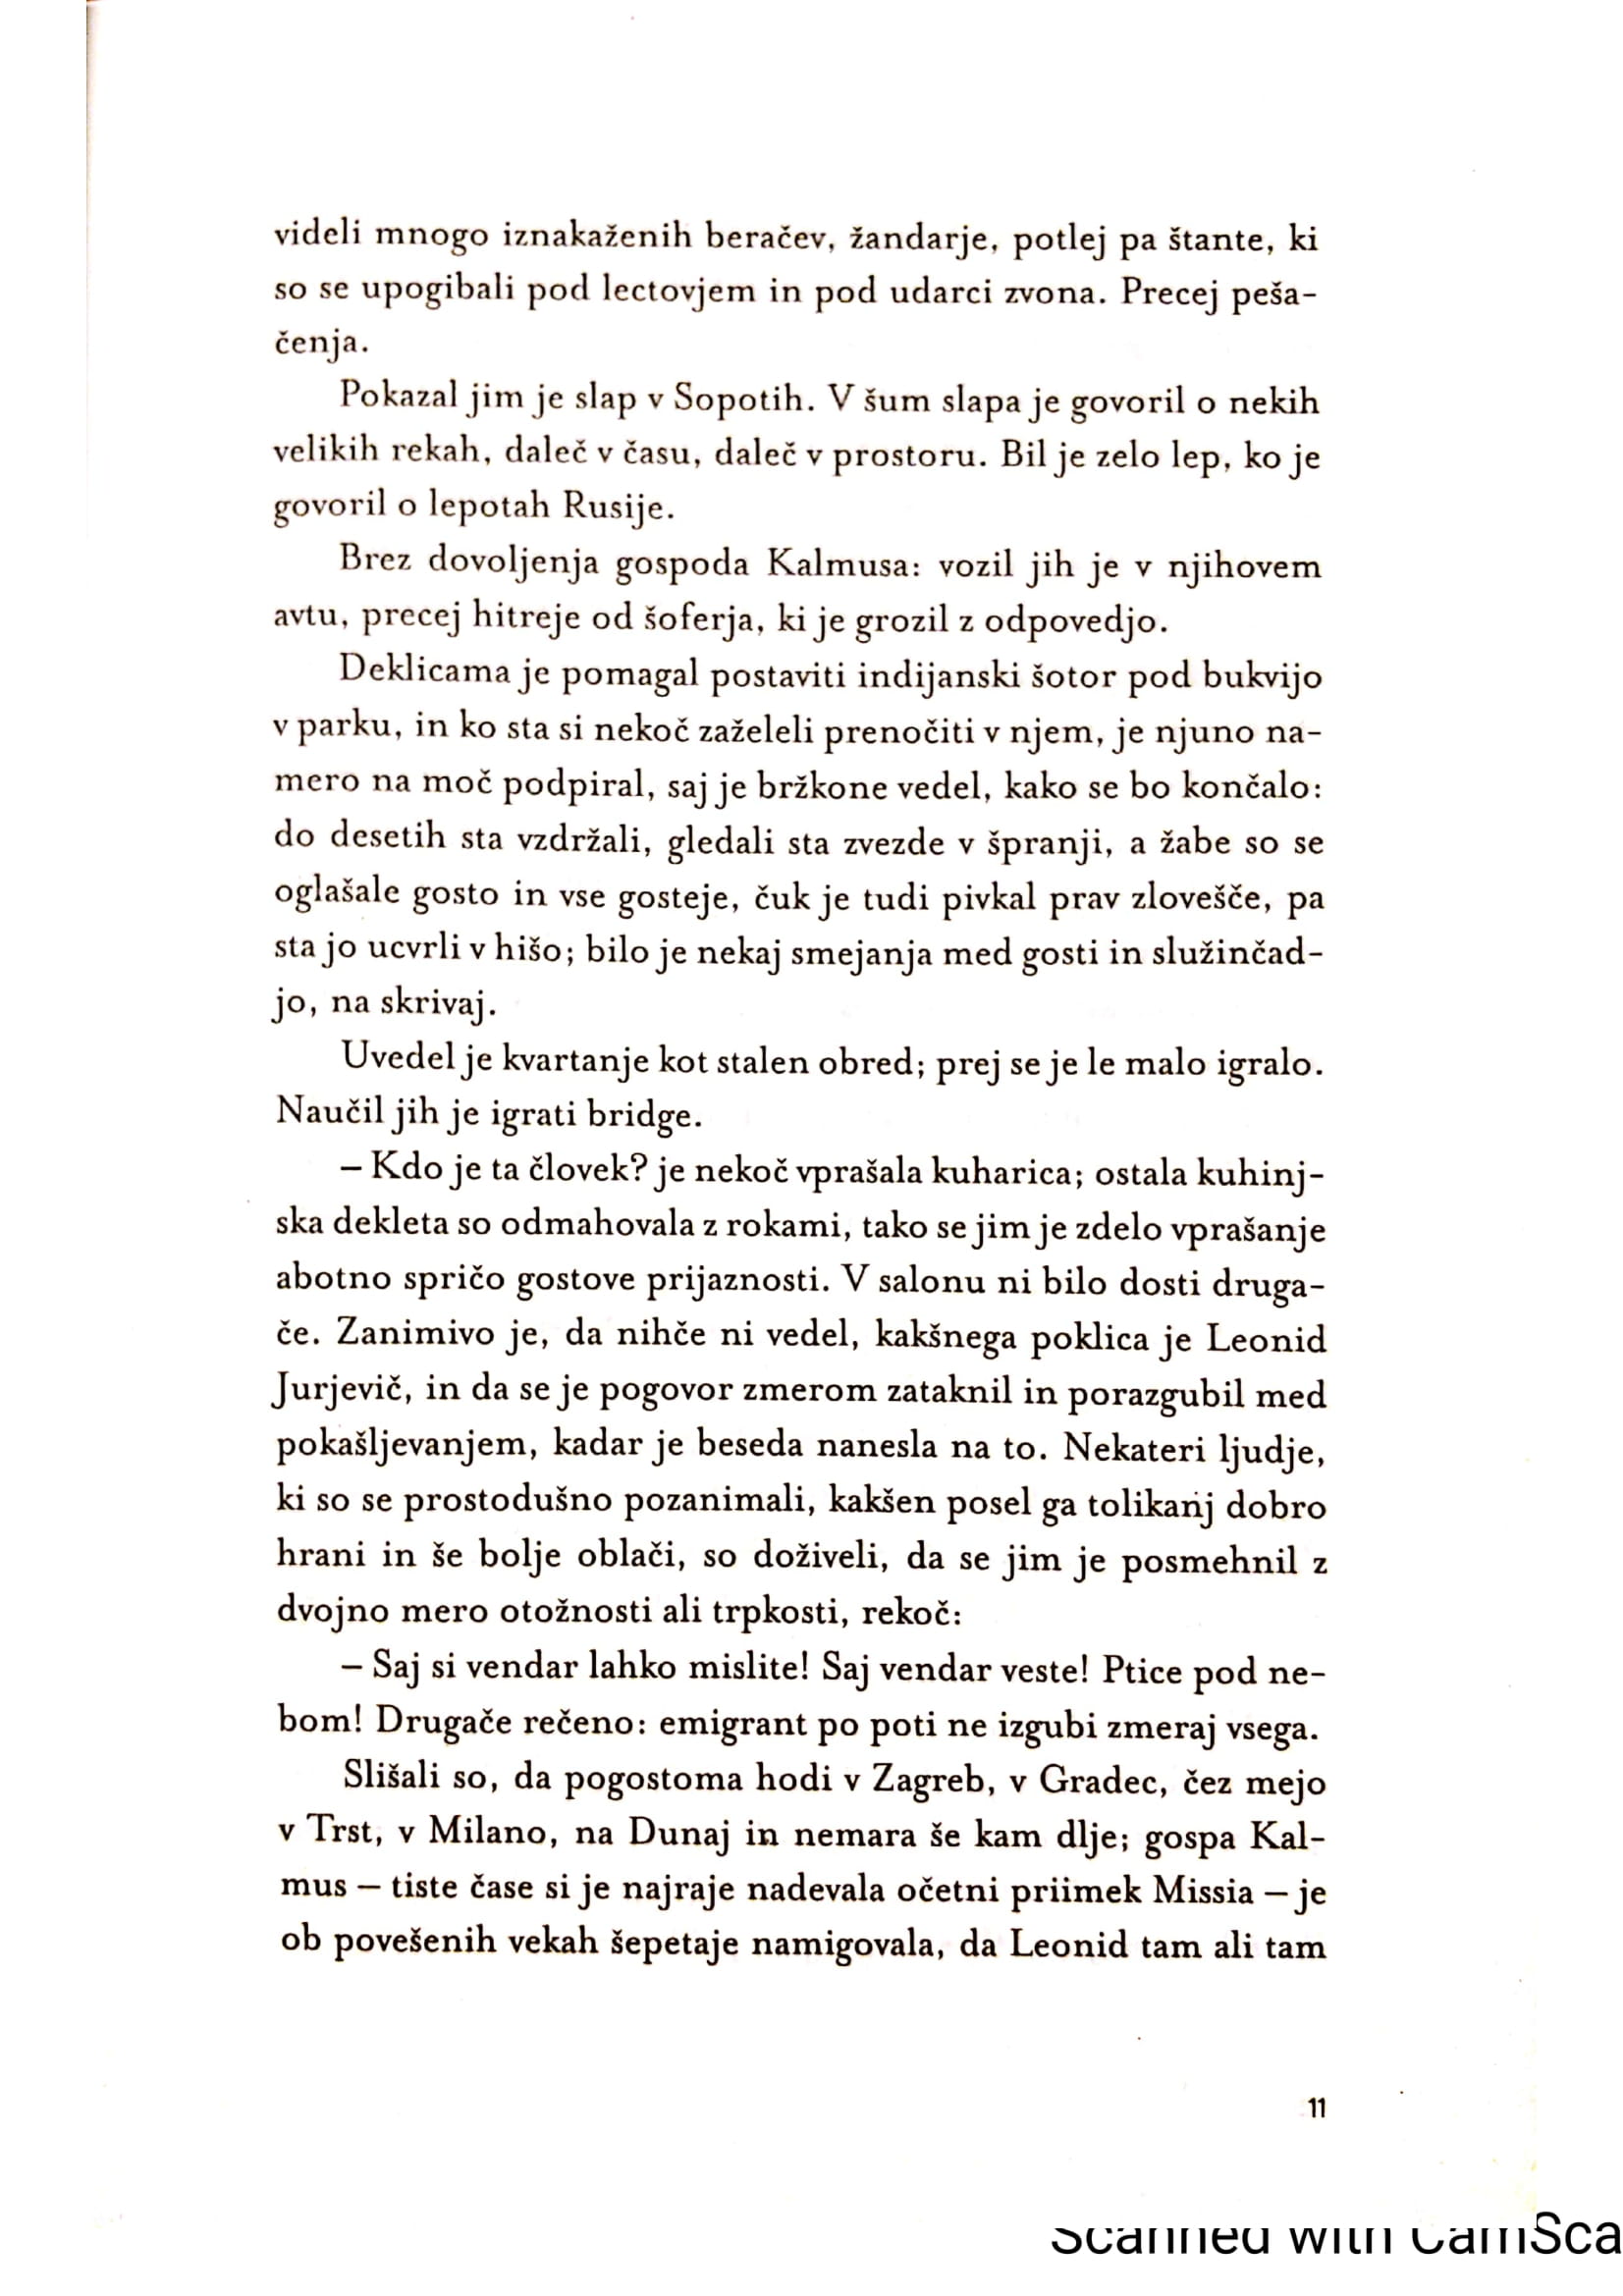 videli mnogo iznakaženih beračev, žandarje, potlej pa štante, ki
so se upogibali pod lectovjem in pod udarci zvona. Precej peša-
čenja.
Pokazal jim je slap v Sopotih. V šum slapa je govoril o nekih
velikih rekah, daleč v času, daleč v prostoru. Bil je zelo lep, ko je
govoril o lepotah Rusije.
Brez dovoljenja gospoda Kalmusa: vozil jih je v njihovem
avtu, precej hitreje od šoferja, ki je grozil z odpovedjo.
Deklicama je pomagal postaviti indijanski šotor pod bukvijo
v parku, in ko sta si nekoč zaželeli prenočiti v njem, je njuno na-
mero na moč podpiral, saj je bržkone vedel, kako se bo končalo:
do desetih sta vzdržali, gledali sta zvezde v špranji, a žabe so se
oglašale gosto in vse gosteje, čuk je tudi pivkal prav zlovešče, pa
sta jo ucvrli v hišo; bilo je nekaj smejanja med gosti in služinčad-
jo, na skrivaj.
Uvedel je kvartanje kot stalen obred; prej se je le malo igralo.
Naučil jih je igrati bridge.
– Kdo je ta človek? je nekoč vprašala kuharica; ostala kuhinj-
ska dekleta so odmahovala z rokami, tako se jim je zdelo vprašanje
abotno spričo gostove prijaznosti. V salonu ni bilo dosti druga-
če. Zanimivo je, da nihče ni vedel, kakšnega poklica je Leonid
Jurjevič, in da se je pogovor zmerom zataknil in porazgubil med
pokašljevanjem, kadar je beseda nanesla na to. Nekateri ljudje,
ki so se prostodušno pozanimali, kakšen posel ga tolikanj dobro
hrani in še bolje oblači, so doživeli, da se jim je posmehnil z
dvojno mero otožnosti ali trpkosti, rekoč:
– Saj si vendar lahko mislite! Saj vendar veste! Ptice pod ne-
bom! Drugače rečeno: emigrant po poti ne izgubi zmeraj vsega.
Slišali so, da pogostoma hodi v Zagreb, v Gradec, čez mejo
v Trst, v Milano, na Dunaj in nemara še kam dlje; gospa Kal-
mus – tiste čase si je najraje nadevala očetni priimek Missia – je
ob povešenih vekah šepetaje namigovala, da Leonid tam ali tam
11
Scanned with CamSca